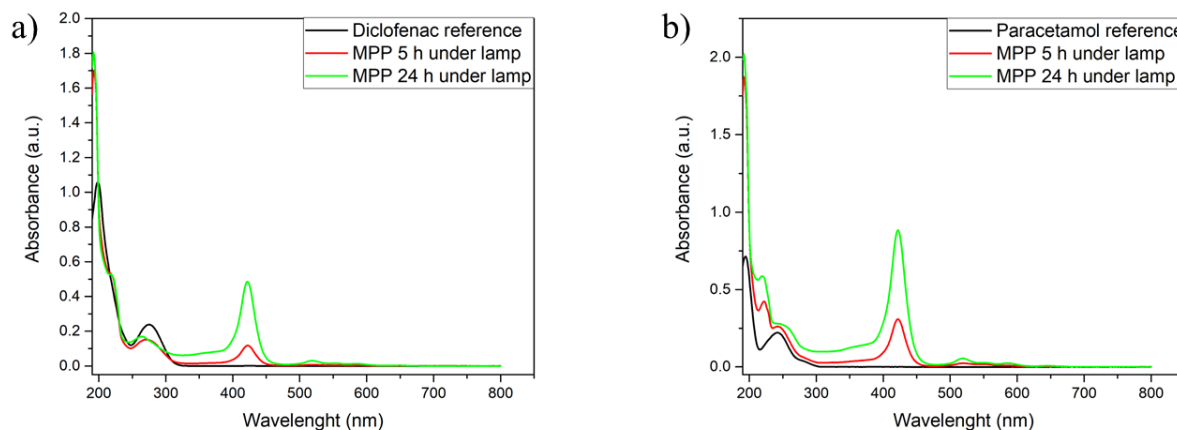 a)
Diclofenac reference
MPP 5 h under lamp
MPP 24 h under lamp
Absorbance (a.u.)
2.0
1.8
1.6
1.4
1.2
1.0
0.8
0.6
0.4
0.2
0.0
200 300 400 500 600 700 800
Wavelenght (nm)
b)
Paracetamol reference
MPP 5 h under lamp
MPP 24 h under lamp
Absorbance (a.u.)
2.0
1.5
1.0
0.5
0.0
200 300 400 500 600 700 800
Wavelenght (nm)